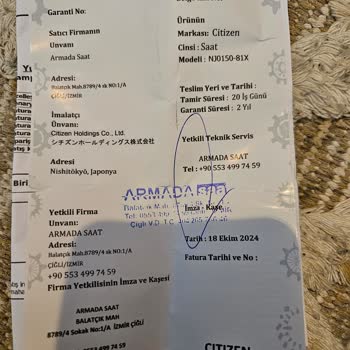 Garanti No:
Satıcı Firmanın
Unvanı
Armada Saat
Adresi:
Balatçık Mah.8789/4 sk NO:1/A
ÇİĞLİ/İZMİR
İmalatçı
Ünvanı:
Citizen Holdings Co., Ltd.
シチズンホールディングス株式会社
Adresi
Nishitōkyō, Japonya
Yetkili Firma
Unvanı
ARMADA SAAT
Adresi:
Balatçık Mah.8789/4 sk NO:1/A
ÇİĞLİ/İZMİR
+90 553 499 74 59
Firma Yetkilisinin İmza ve Kaşesi
ARMADA SAAT
BALATÇIK MAH
8789/4 Sokak No:1/A İZMİR ÇİĞLİ
Ürünün
Markası: Citizen
Cinsi : Saat
Modeli : NJ0150-81X
Teslim Yeri ve Tarihi :
Tamir Süresi : 20 İş Günü
Garanti Süresi : 2 Yıl
Yetkili Teknik Servis
ARMADA SAAT
Tel : +90 553 499 74 59
ARMADA
İmza - Kaşe
Tarih : 18 Ekim 2024
Fatura Tarihi ve No :
CITIZEN